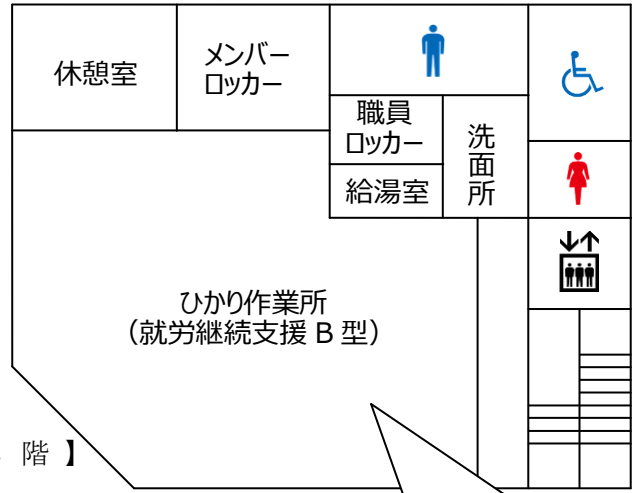 休憩室
メンバー
ロッカー
職員
ロッカー
給湯室
洗面所
ひかり作業所
（就労継続支援 B 型）
階 】